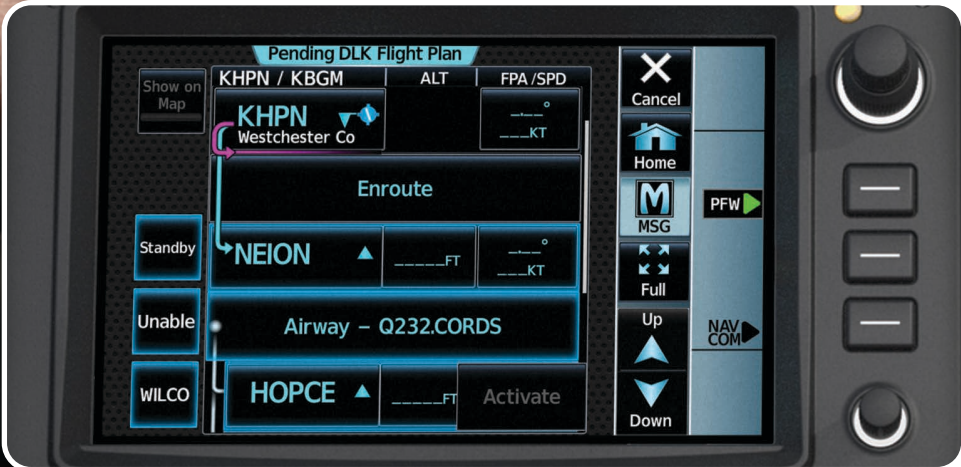 Pending DLK Flight Plan
Show on
Map
KHPN / KBGM
ALT
FPA/SPD
KHPN
Westchester Co
_.__°
___KT
Enroute
Standby
NEION
_____FT
_.__°
___KT
Unable
Airway – Q232.CORDS
WILCO
HOPCE
_____FT
Activate
Cancel
Home
MSG
Full
Up
Down
PFW
NAV
COM